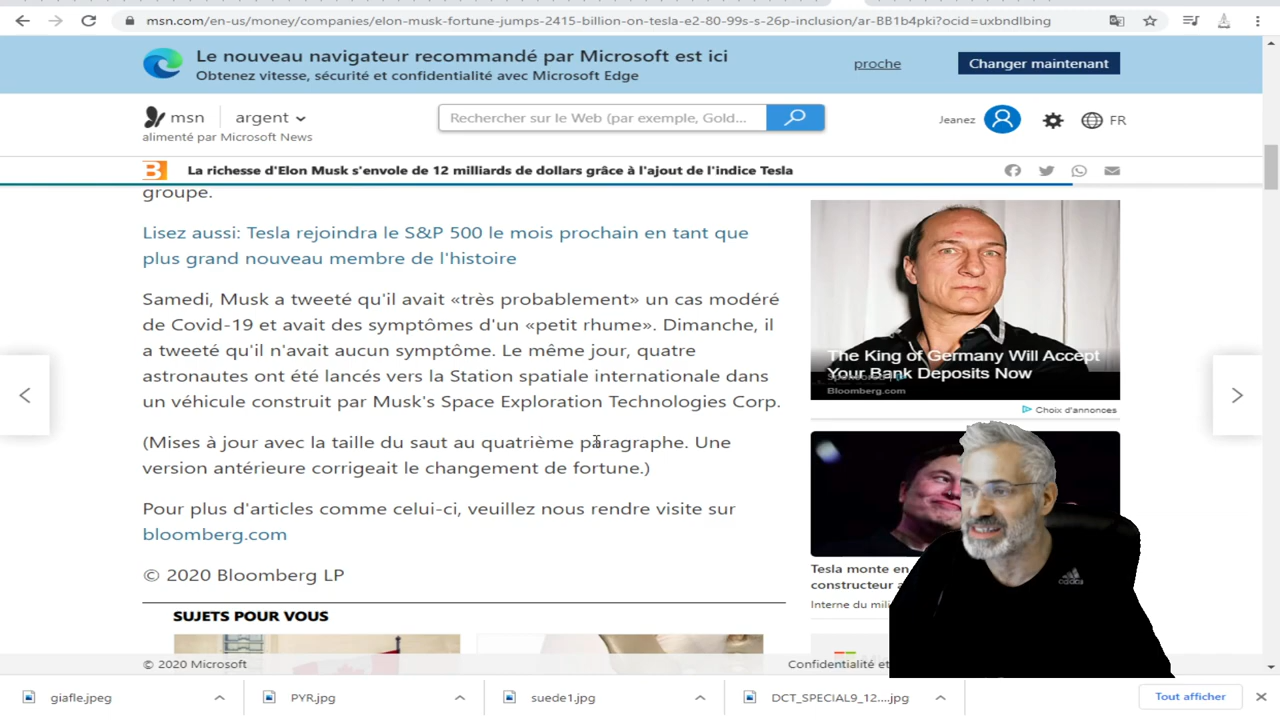 msn.com/en-us/money/companies/elon-musk-fortune-jumps-2415-billion-on-tesla-e2-80-99s-s-26p-inclusion/ar-BB1b4pki?ocid=uxbndlbing
Le nouveau navigateur recommandé par Microsoft est ici
Obtenez vitesse, sécurité et confidentialité avec Microsoft Edge
proche
Changer maintenant
msn
argent
alimenté par Microsoft News
Rechercher sur le Web (par exemple, Gold...
Jeanez
FR
La richesse d'Elon Musk s'envole de 12 milliards de dollars grâce à l'ajout de l'indice Tesla
groupe.
Lisez aussi: Tesla rejoindra le S&P 500 le mois prochain en tant que
plus grand nouveau membre de l'histoire
Samedi, Musk a tweeté qu'il avait «très probablement» un cas modéré
de Covid-19 et avait des symptômes d'un «petit rhume». Dimanche, il
a tweeté qu'il n'avait aucun symptôme. Le même jour, quatre
astronautes ont été lancés vers la Station spatiale internationale dans
un véhicule construit par Musk's Space Exploration Technologies Corp.
(Mises à jour avec la taille du saut au quatrième paragraphe. Une
version antérieure corrigeait le changement de fortune.)
Pour plus d'articles comme celui-ci, veuillez nous rendre visite sur
bloomberg.com
© 2020 Bloomberg LP
SUJETS POUR VOUS
The King of Germany Will Accept
Your Bank Deposits Now
Bloomberg.com
Choix d'annonces
Tesla monte en
constructeur
Interne du
adidas
© 2020 Microsoft
Confidentialité et
giafle.jpeg
PYR.jpg
suede1.jpg
DCT_SPECIAL9_12....jpg
Tout afficher